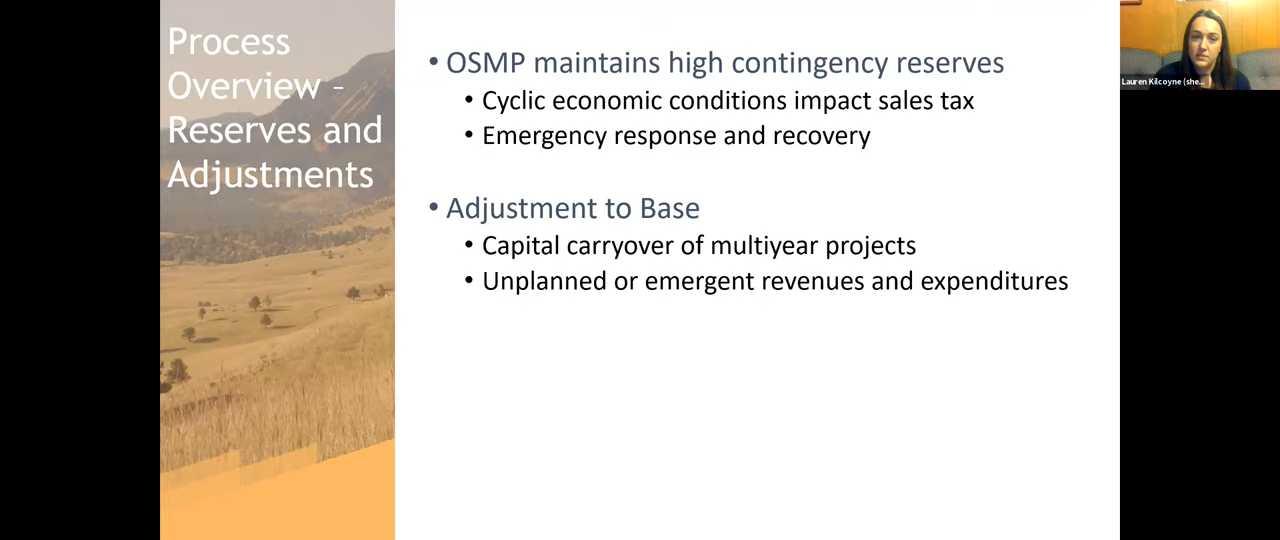 Process
Overview –
Reserves and
Adjustments
• OSMP maintains high contingency reserves
• Cyclic economic conditions impact sales tax
• Emergency response and recovery
• Adjustment to Base
• Capital carryover of multiyear projects
• Unplanned or emergent revenues and expenditures
Lauren Kilcoyne (she...